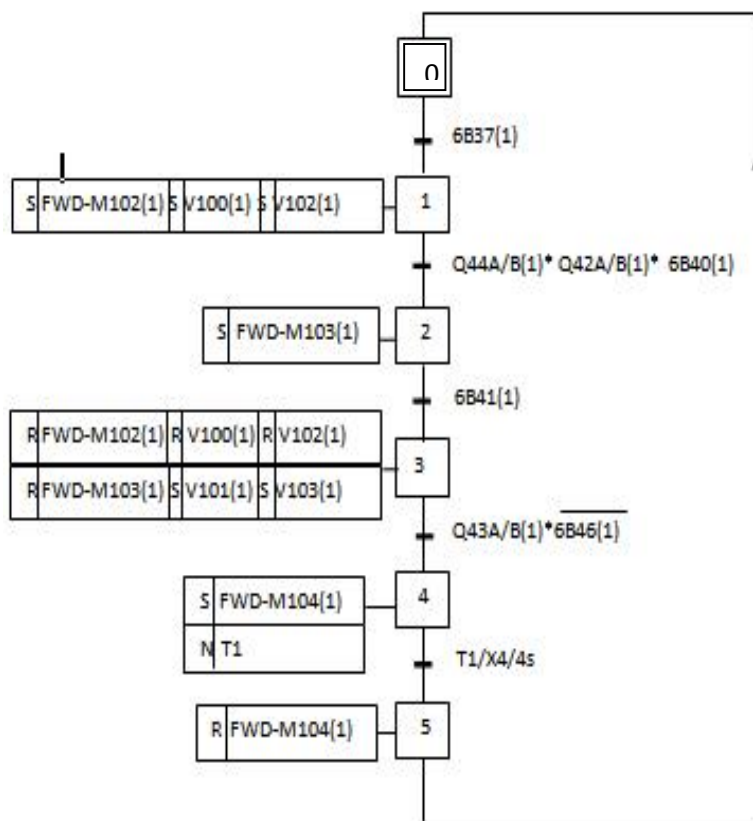 0
6B37(1)
S FWD-M102(1) S V100(1) S V102(1) 1
Q44A/B(1)* Q42A/B(1)* 6B40(1)
S FWD-M103(1) 2
6B41(1)
R FWD-M102(1) R V100(1) R V102(1)
3
R FWD-M103(1) S V101(1) S V103(1)
Q43A/B(1)*6B46(1)
S FWD-M104(1) 4
N T1
T1/X4/4s
R FWD-M104(1) 5